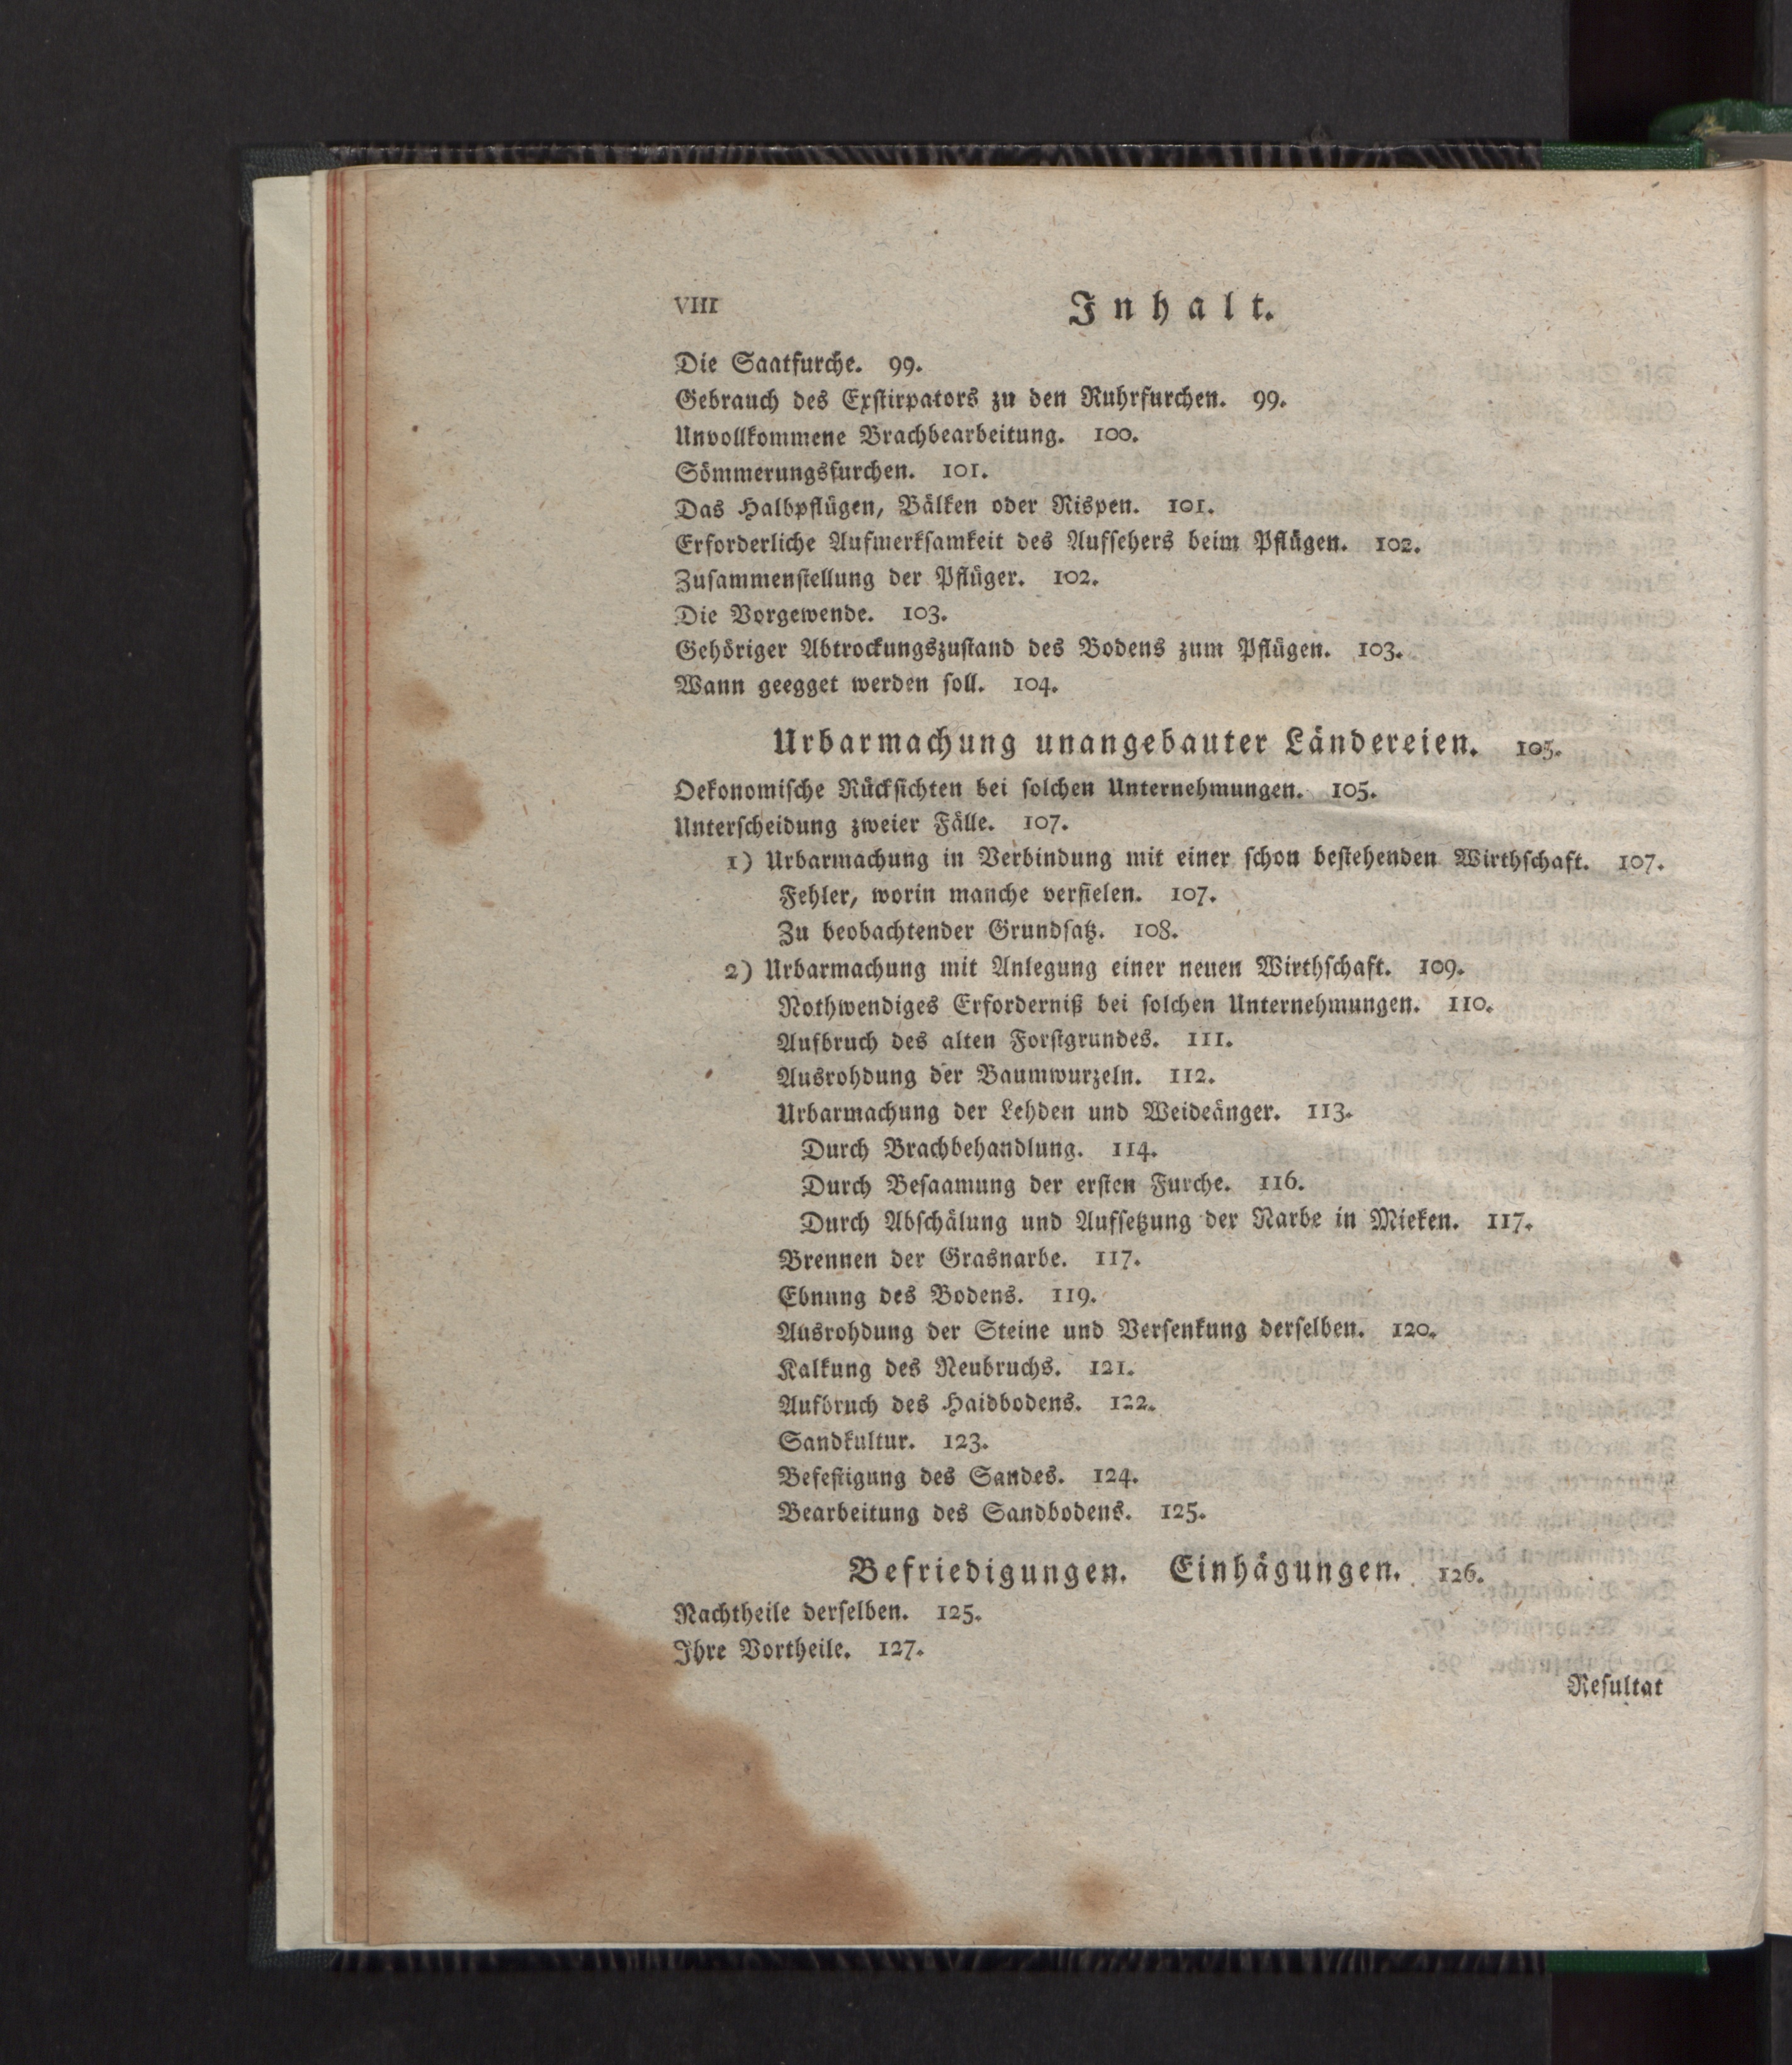 VIII Inhalt.
Die Saatfurche. 99.
Gebrauch des Exstirpators zu den Ruhrfurchen. 99.
Unvollkommene Brachbearbeitung. 100.
Sömmerungsfurchen. 101.
Das Halbpflügen, Bälken oder Rispen. 101.
Erforderliche Aufmerksamkeit des Aufsehers beim Pflügen. 102.
Zusammenstellung der Pflüger. 102.
Die Vorgewende. 103.
Gehöriger Abtrockungszustand des Bodens zum Pflügen. 103.
Wann geegget werden soll. 104.
Urbarmachung unangebauter Ländereien. 105.
Oekonomische Rücksichten bei solchen Unternehmungen. 105.
Unterscheidung zweier Fälle. 107.
1) Urbarmachung in Verbindung mit einer schon bestehenden Wirthschaft. 107.
Fehler, worin manche verfielen. 107.
Zu beobachtender Grundsatz. 108.
2) Urbarmachung mit Anlegung einer neuen Wirthschaft. 109.
Nothwendiges Erforderniß bei solchen Unternehmungen. 110.
Aufbruch des alten Forstgrundes. 111.
Ausrohdung der Baumwurzeln. 112.
Urbarmachung der Lehden und Weideänger. 113.
Durch Brachbehandlung. 114.
Durch Besaamung der ersten Furche. 116.
Durch Abschälung und Aufsetzung der Narbe in Mieken. 117.
Brennen der Grasnarbe. 117.
Ebnung des Bodens. 119.
Ausrohdung der Steine und Versenkung derselben. 120.
Kalkung des Neubruchs. 121.
Aufbruch des Haidbodens. 122.
Sandkultur. 123.
Befestigung des Sandes. 124.
Bearbeitung des Sandbodens. 125.
Befriedigungen. Einhägungen. 126.
Nachtheile derselben. 125.
Ihre Vortheile. 127.
Resultat